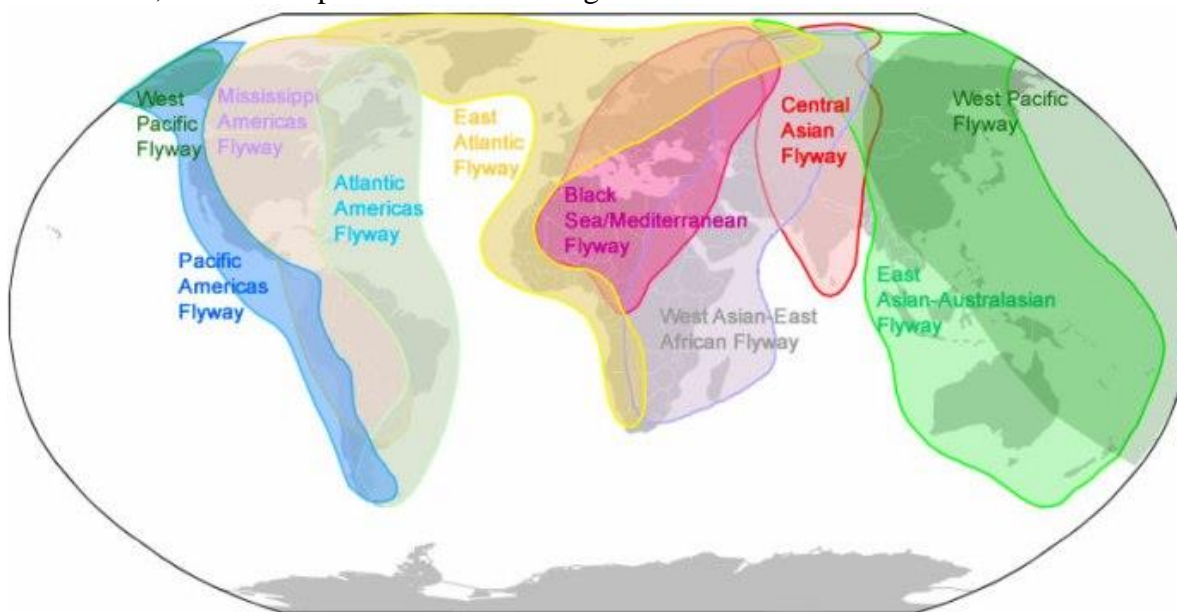 West
Pacific
Flyway
Mississippi
Americas
Flyway
East
Atlantic
Flyway
Central
Asian
Flyway
West Pacific
Flyway
Atlantic
Americas
Flyway
Black
Sea/Mediterranean
Flyway
Pacific
Americas
Flyway
West Asian-East
African Flyway
East
Asian-Australasian
Flyway